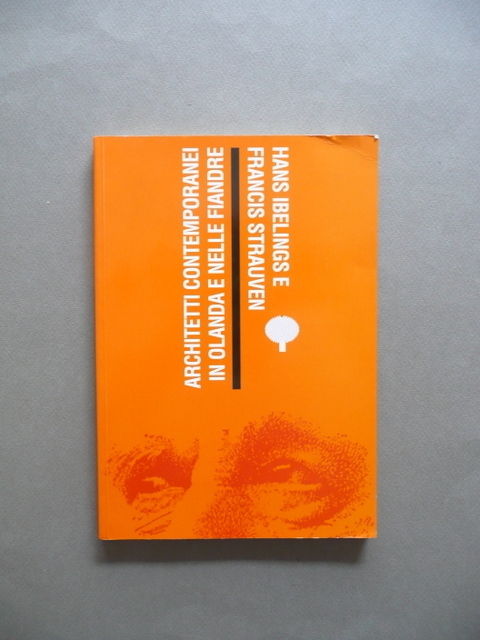 HANS IBELINGS E
FRANCIS STRAUVEN
ARCHITETTI CONTEMPORANEI
IN OLANDA E NELLE FIANDRE